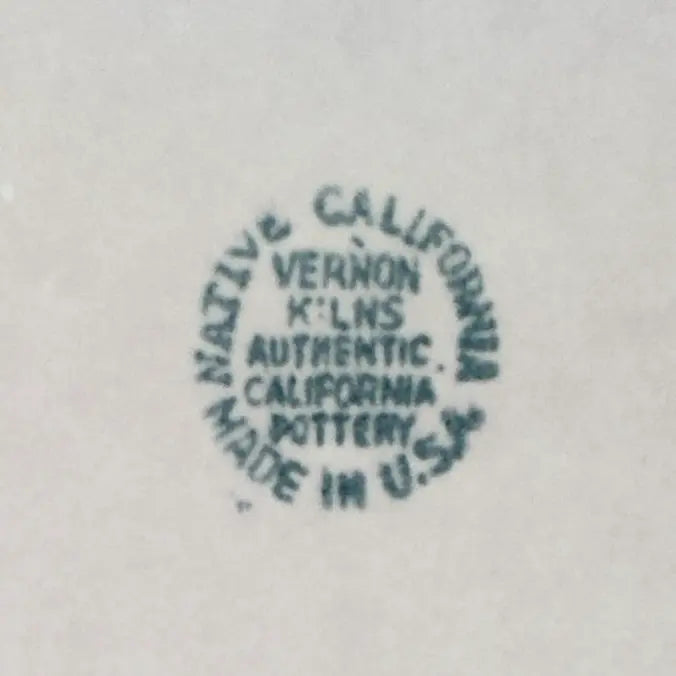 NATIVE CALIFORNIA
VERNON
KILNS
AUTHENTIC
CALIFORNIA
POTTERY
MADE IN U.S.A.